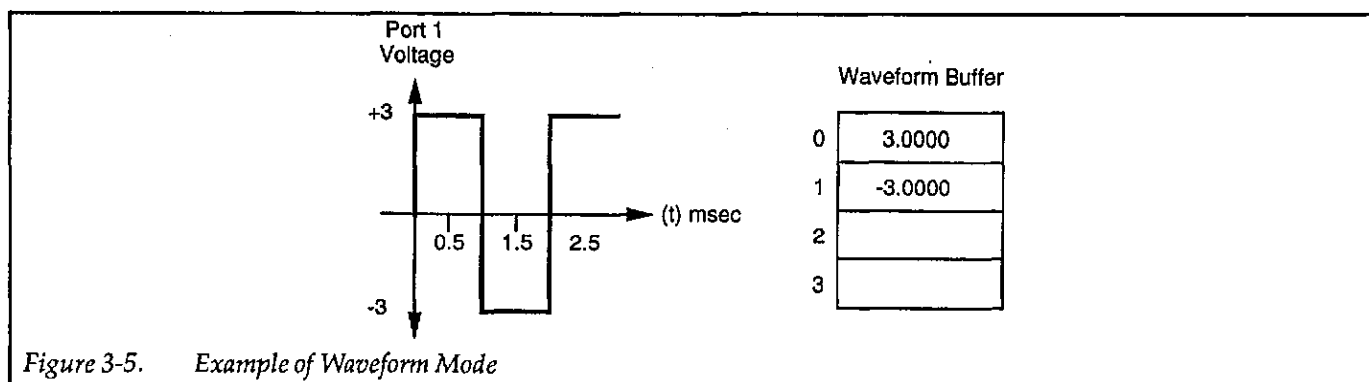 Port 1
Voltage
+3
-3
0.5
1.5
2.5
(t) msec
Waveform Buffer
0 3.0000
1 -3.0000
2
3
Figure 3-5. Example of Waveform Mode